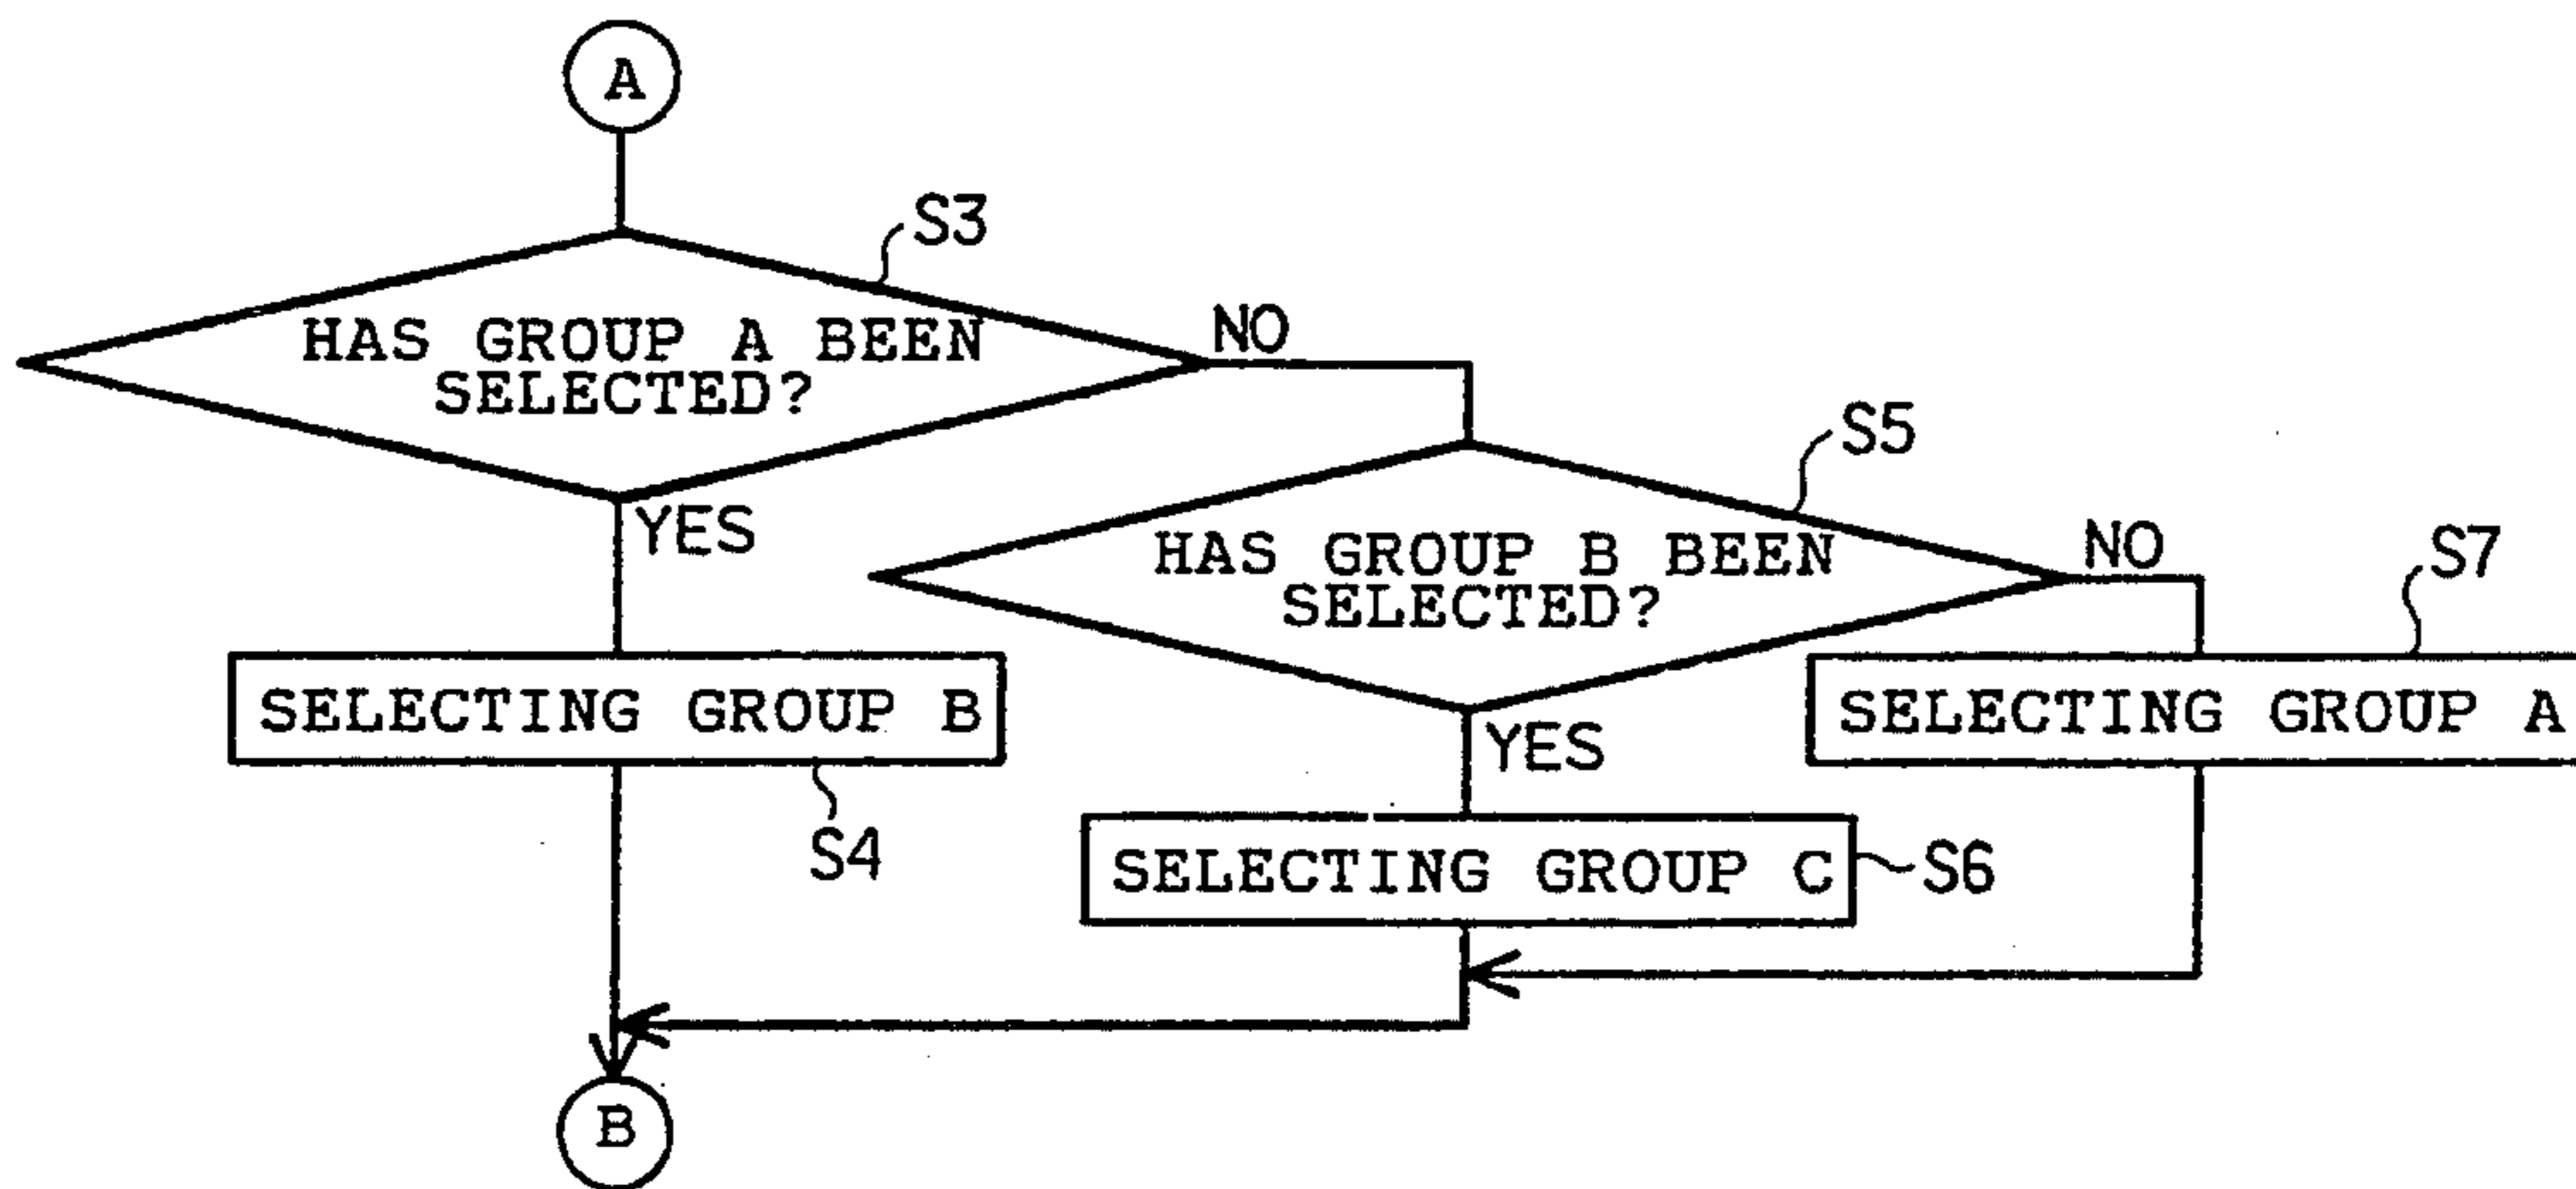 A
S3
HAS GROUP A BEEN
SELECTED?
NO
YES
S5
HAS GROUP B BEEN
SELECTED?
NO
YES
S7
SELECTING GROUP B
S4
SELECTING GROUP A
SELECTING GROUP C
S6
B